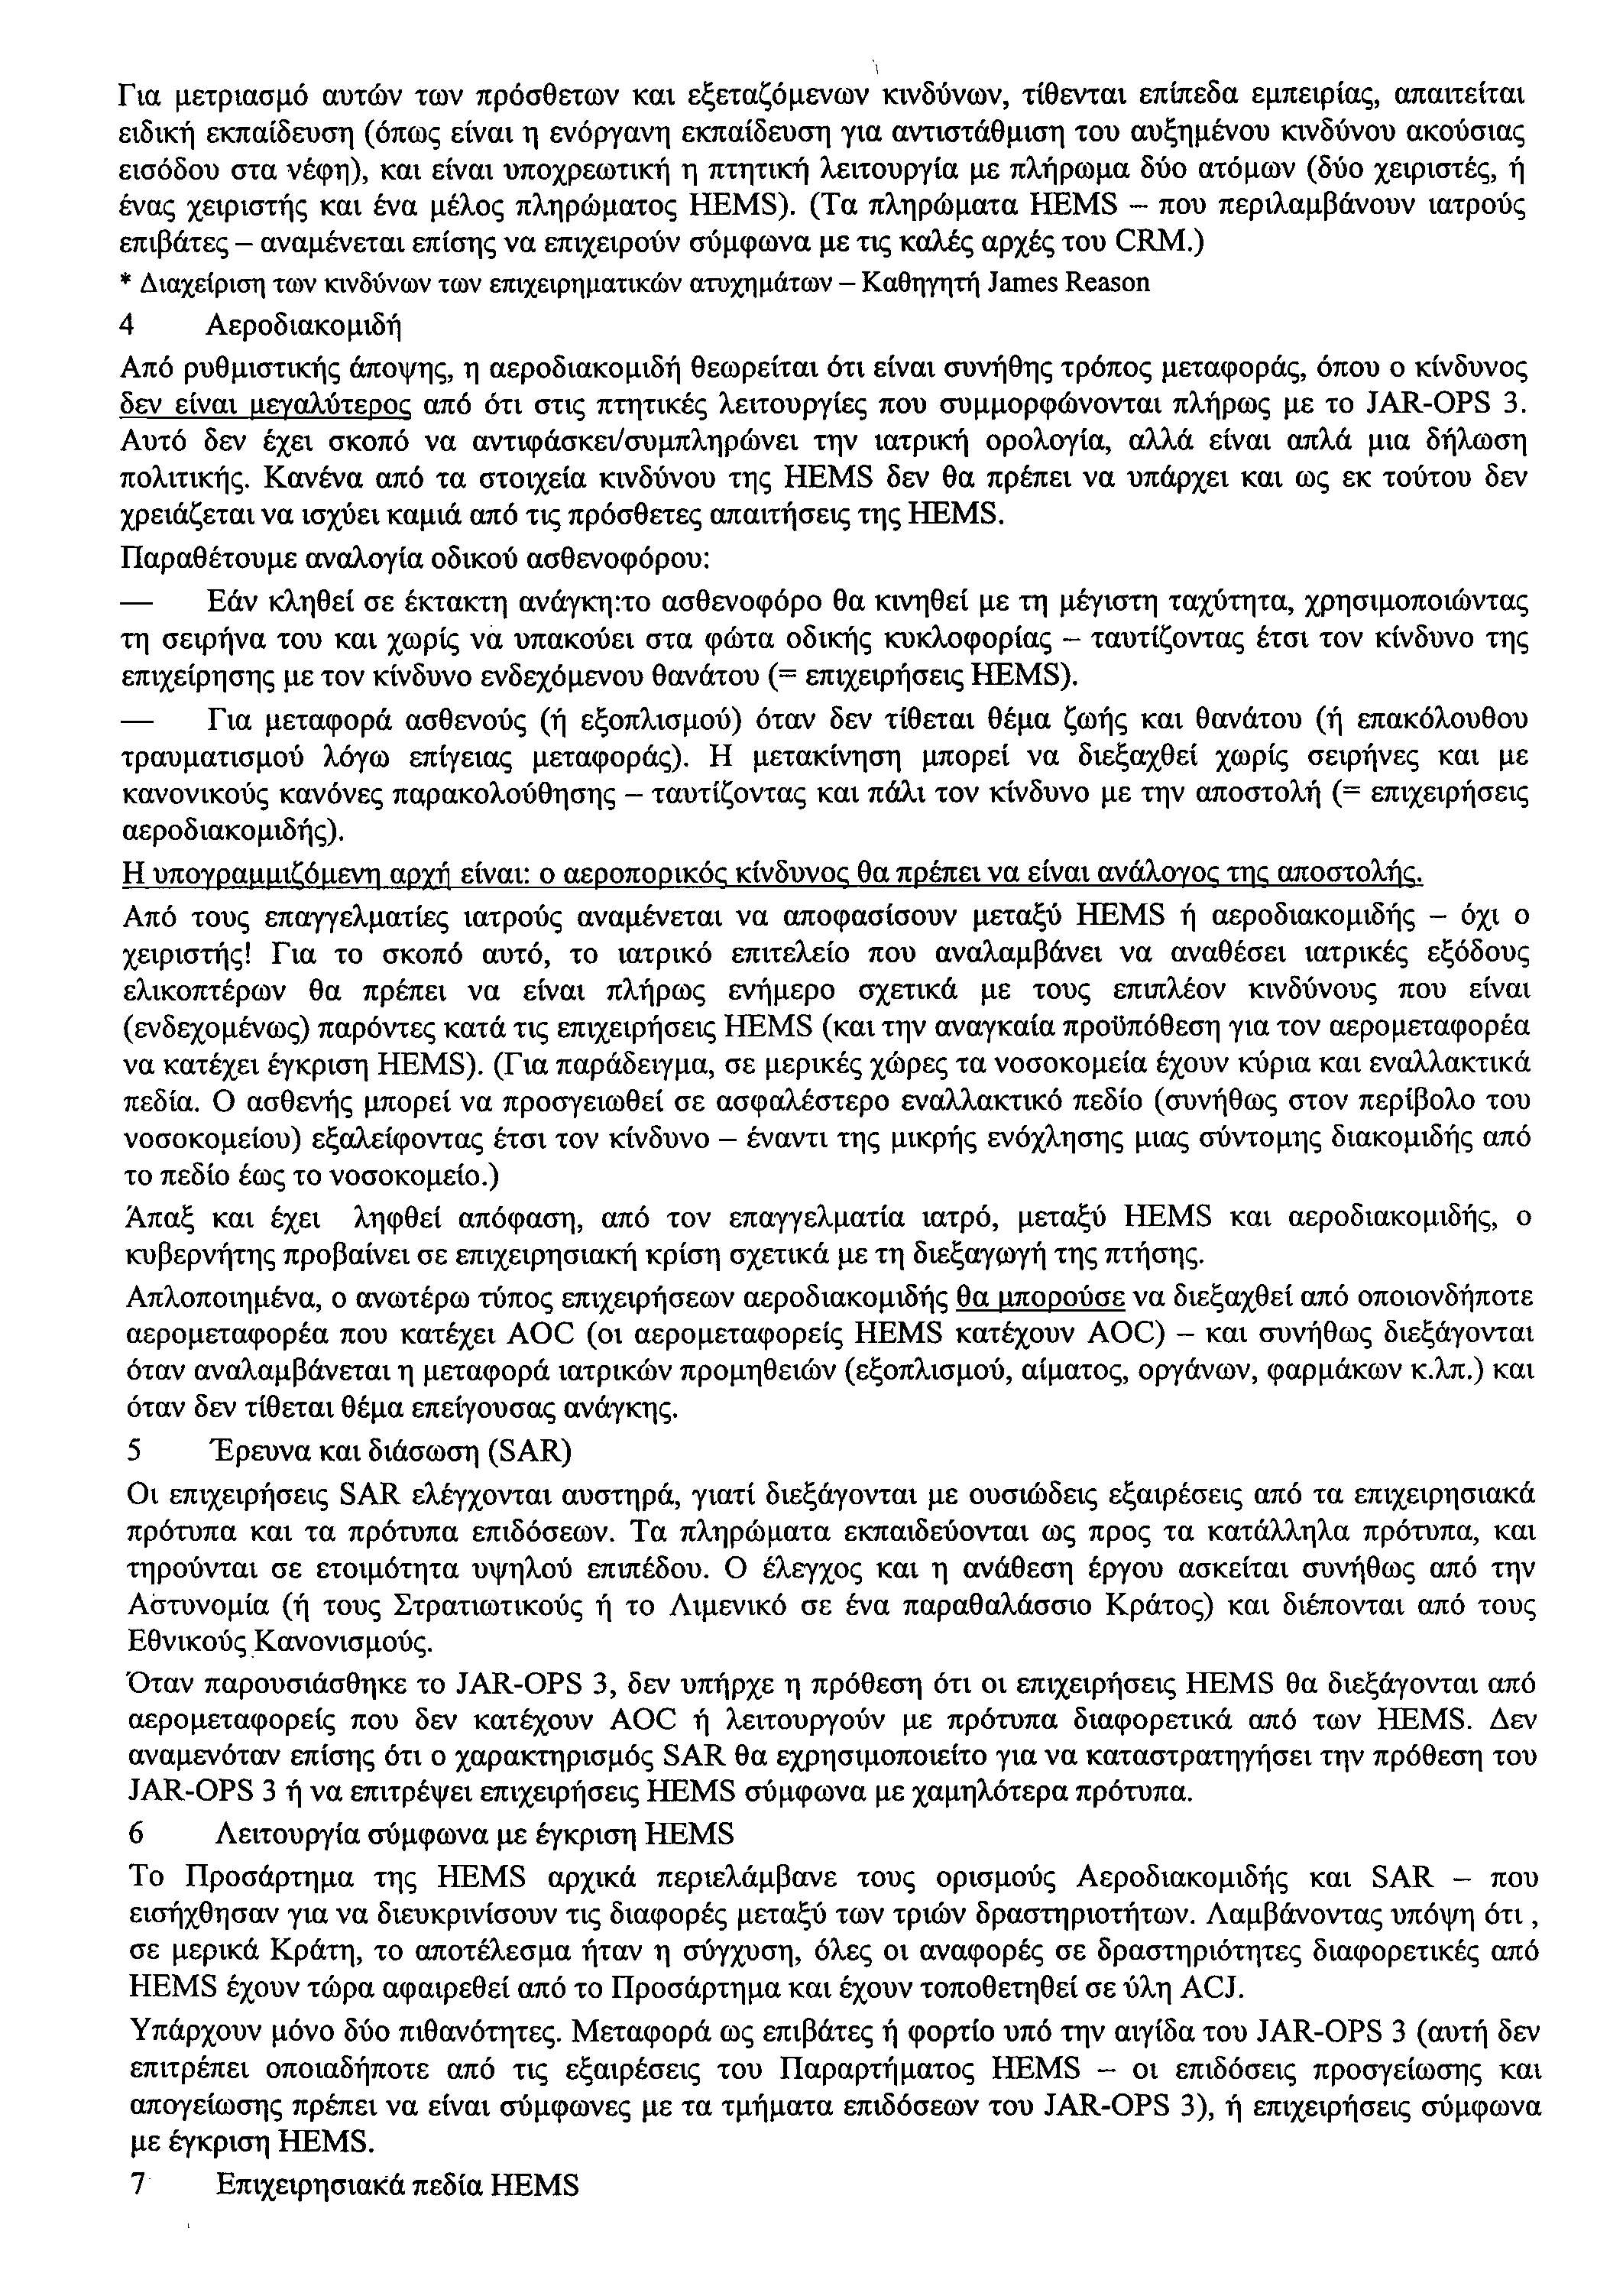 Για μετριασμό αυτών των πρόσθετων και εξεταζόμενων κινδύνων, τίθενται επίπεδα εμπειρίας, απαιτείται
ειδική εκπαίδευση (όπως είναι η ενόργανη εκπαίδευση για αντιστάθμιση του αυξημένου κινδύνου ακούσιας
εισόδου στα νέφη), και είναι υποχρεωτική η πτητική λειτουργία με πλήρωμα δύο ατόμων (δύο χειριστές, ή
ένας χειριστής και ένα μέλος πληρώματος HEMS). (Τα πληρώματα HEMS – που περιλαμβάνουν ιατρούς
επιβάτες – αναμένεται επίσης να επιχειρούν σύμφωνα με τις καλές αρχές του CRM.)
* Διαχείριση των κινδύνων των επιχειρηματικών ατυχημάτων – Καθηγητή James Reason
4 Αεροδιακομιδή
Από ρυθμιστικής άποψης, η αεροδιακομιδή θεωρείται ότι είναι συνήθης τρόπος μεταφοράς, όπου ο κίνδυνος
δεν είναι μεγαλύτερος από ότι στις πτητικές λειτουργίες που συμμορφώνονται πλήρως με το JAR-OPS 3.
Αυτό δεν έχει σκοπό να αντιφάσκει/συμπληρώνει την ιατρική ορολογία, αλλά είναι απλά μια δήλωση
πολιτικής. Κανένα από τα στοιχεία κινδύνου της HEMS δεν θα πρέπει να υπάρχει και ως εκ τούτου δεν
χρειάζεται να ισχύει καμιά από τις πρόσθετες απαιτήσεις της HEMS.
Παραθέτουμε αναλογία οδικού ασθενοφόρου:
— Εάν κληθεί σε έκτακτη ανάγκη:το ασθενοφόρο θα κινηθεί με τη μέγιστη ταχύτητα, χρησιμοποιώντας
τη σειρήνα του και χωρίς να υπακούει στα φώτα οδικής κυκλοφορίας – ταυτίζοντας έτσι τον κίνδυνο της
επιχείρησης με τον κίνδυνο ενδεχόμενου θανάτου (= επιχειρήσεις HEMS).
— Για μεταφορά ασθενούς (ή εξοπλισμού) όταν δεν τίθεται θέμα ζωής και θανάτου (ή επακόλουθου
τραυματισμού λόγω επίγειας μεταφοράς). Η μετακίνηση μπορεί να διεξαχθεί χωρίς σειρήνες και με
κανονικούς κανόνες παρακολούθησης – ταυτίζοντας και πάλι τον κίνδυνο με την αποστολή (= επιχειρήσεις
αεροδιακομιδής).
Η υπογραμμιζόμενη αρχή είναι: ο αεροπορικός κίνδυνος θα πρέπει να είναι ανάλογος της αποστολής.
Από τους επαγγελματίες ιατρούς αναμένεται να αποφασίσουν μεταξύ HEMS ή αεροδιακομιδής – όχι ο
χειριστής! Για το σκοπό αυτό, το ιατρικό επιτελείο που αναλαμβάνει να αναθέσει ιατρικές εξόδους
ελικοπτέρων θα πρέπει να είναι πλήρως ενήμερο σχετικά με τους επιπλέον κινδύνους που είναι
(ενδεχομένως) παρόντες κατά τις επιχειρήσεις HEMS (και την αναγκαία προϋπόθεση για τον αερομεταφορέα
να κατέχει έγκριση HEMS). (Για παράδειγμα, σε μερικές χώρες τα νοσοκομεία έχουν κύρια και εναλλακτικά
πεδία. Ο ασθενής μπορεί να προσγειωθεί σε ασφαλέστερο εναλλακτικό πεδίο (συνήθως στον περίβολο του
νοσοκομείου) εξαλείφοντας έτσι τον κίνδυνο – έναντι της μικρής ενόχλησης μιας σύντομης διακομιδής από
το πεδίο έως το νοσοκομείο.)
Άπαξ και έχει ληφθεί απόφαση, από τον επαγγελματία ιατρό, μεταξύ HEMS και αεροδιακομιδής, ο
κυβερνήτης προβαίνει σε επιχειρησιακή κρίση σχετικά με τη διεξαγωγή της πτήσης.
Απλοποιημένα, ο ανωτέρω τύπος επιχειρήσεων αεροδιακομιδής θα μπορούσε να διεξαχθεί από οποιονδήποτε
αερομεταφορέα που κατέχει AOC (οι αερομεταφορείς HEMS κατέχουν AOC) – και συνήθως διεξάγονται
όταν αναλαμβάνεται η μεταφορά ιατρικών προμηθειών (εξοπλισμού, αίματος, οργάνων, φαρμάκων κ.λπ.) και
όταν δεν τίθεται θέμα επείγουσας ανάγκης.
5 Έρευνα και διάσωση (SAR)
Οι επιχειρήσεις SAR ελέγχονται αυστηρά, γιατί διεξάγονται με ουσιώδεις εξαιρέσεις από τα επιχειρησιακά
πρότυπα και τα πρότυπα επιδόσεων. Τα πληρώματα εκπαιδεύονται ως προς τα κατάλληλα πρότυπα, και
τηρούνται σε ετοιμότητα υψηλού επιπέδου. Ο έλεγχος και η ανάθεση έργου ασκείται συνήθως από την
Αστυνομία (ή τους Στρατιωτικούς ή το Λιμενικό σε ένα παραθαλάσσιο Κράτος) και διέπονται από τους
Εθνικούς Κανονισμούς.
Όταν παρουσιάσθηκε το JAR-OPS 3, δεν υπήρχε η πρόθεση ότι οι επιχειρήσεις HEMS θα διεξάγονται από
αερομεταφορείς που δεν κατέχουν AOC ή λειτουργούν με πρότυπα διαφορετικά από των HEMS. Δεν
αναμενόταν επίσης ότι ο χαρακτηρισμός SAR θα εχρησιμοποιείτο για να καταστρατηγήσει την πρόθεση του
JAR-OPS 3 ή να επιτρέψει επιχειρήσεις HEMS σύμφωνα με χαμηλότερα πρότυπα.
6 Λειτουργία σύμφωνα με έγκριση HEMS
Το Προσάρτημα της HEMS αρχικά περιελάμβανε τους ορισμούς Αεροδιακομιδής και SAR – που
εισήχθησαν για να διευκρινίσουν τις διαφορές μεταξύ των τριών δραστηριοτήτων. Λαμβάνοντας υπόψη ότι ,
σε μερικά Κράτη, το αποτέλεσμα ήταν η σύγχυση, όλες οι αναφορές σε δραστηριότητες διαφορετικές από
HEMS έχουν τώρα αφαιρεθεί από το Προσάρτημα και έχουν τοποθετηθεί σε ύλη ACJ.
Υπάρχουν μόνο δύο πιθανότητες. Μεταφορά ως επιβάτες ή φορτίο υπό την αιγίδα του JAR-OPS 3 (αυτή δεν
επιτρέπει οποιαδήποτε από τις εξαιρέσεις του Παραρτήματος HEMS – οι επιδόσεις προσγείωσης και
απογείωσης πρέπει να είναι σύμφωνες με τα τμήματα επιδόσεων του JAR-OPS 3), ή επιχειρήσεις σύμφωνα
με έγκριση HEMS.
7 Επιχειρησιακά πεδία HEMS